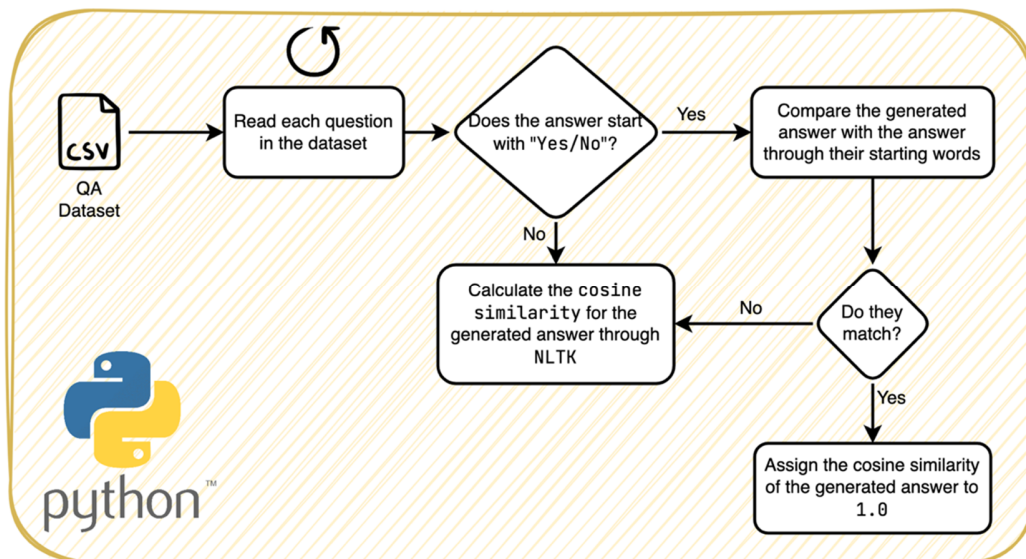 CSV
QA
Dataset
Read each question
in the dataset
Does the answer start
with "Yes/No"?
Yes
Compare the generated
answer with the answer
through their starting words
No
Calculate the cosine
similarity for the
generated answer through
NLTK
No
Do they
match?
Yes
Assign the cosine similarity
of the generated answer to
1.0
python™